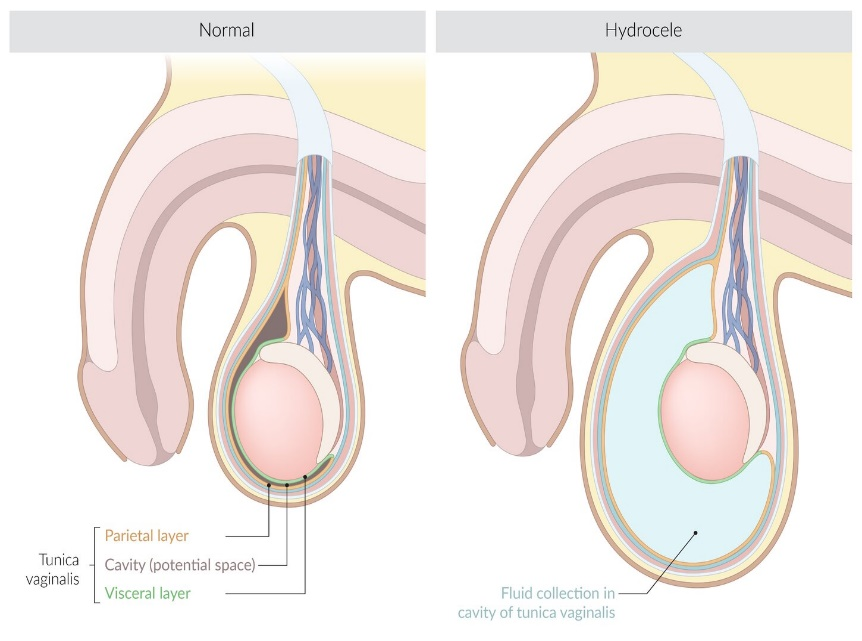 Normal
Hydrocele
Tunica
vaginalis
Parietal layer
Cavity (potential space)
Visceral layer
Fluid collection in
cavity of tunica vaginalis